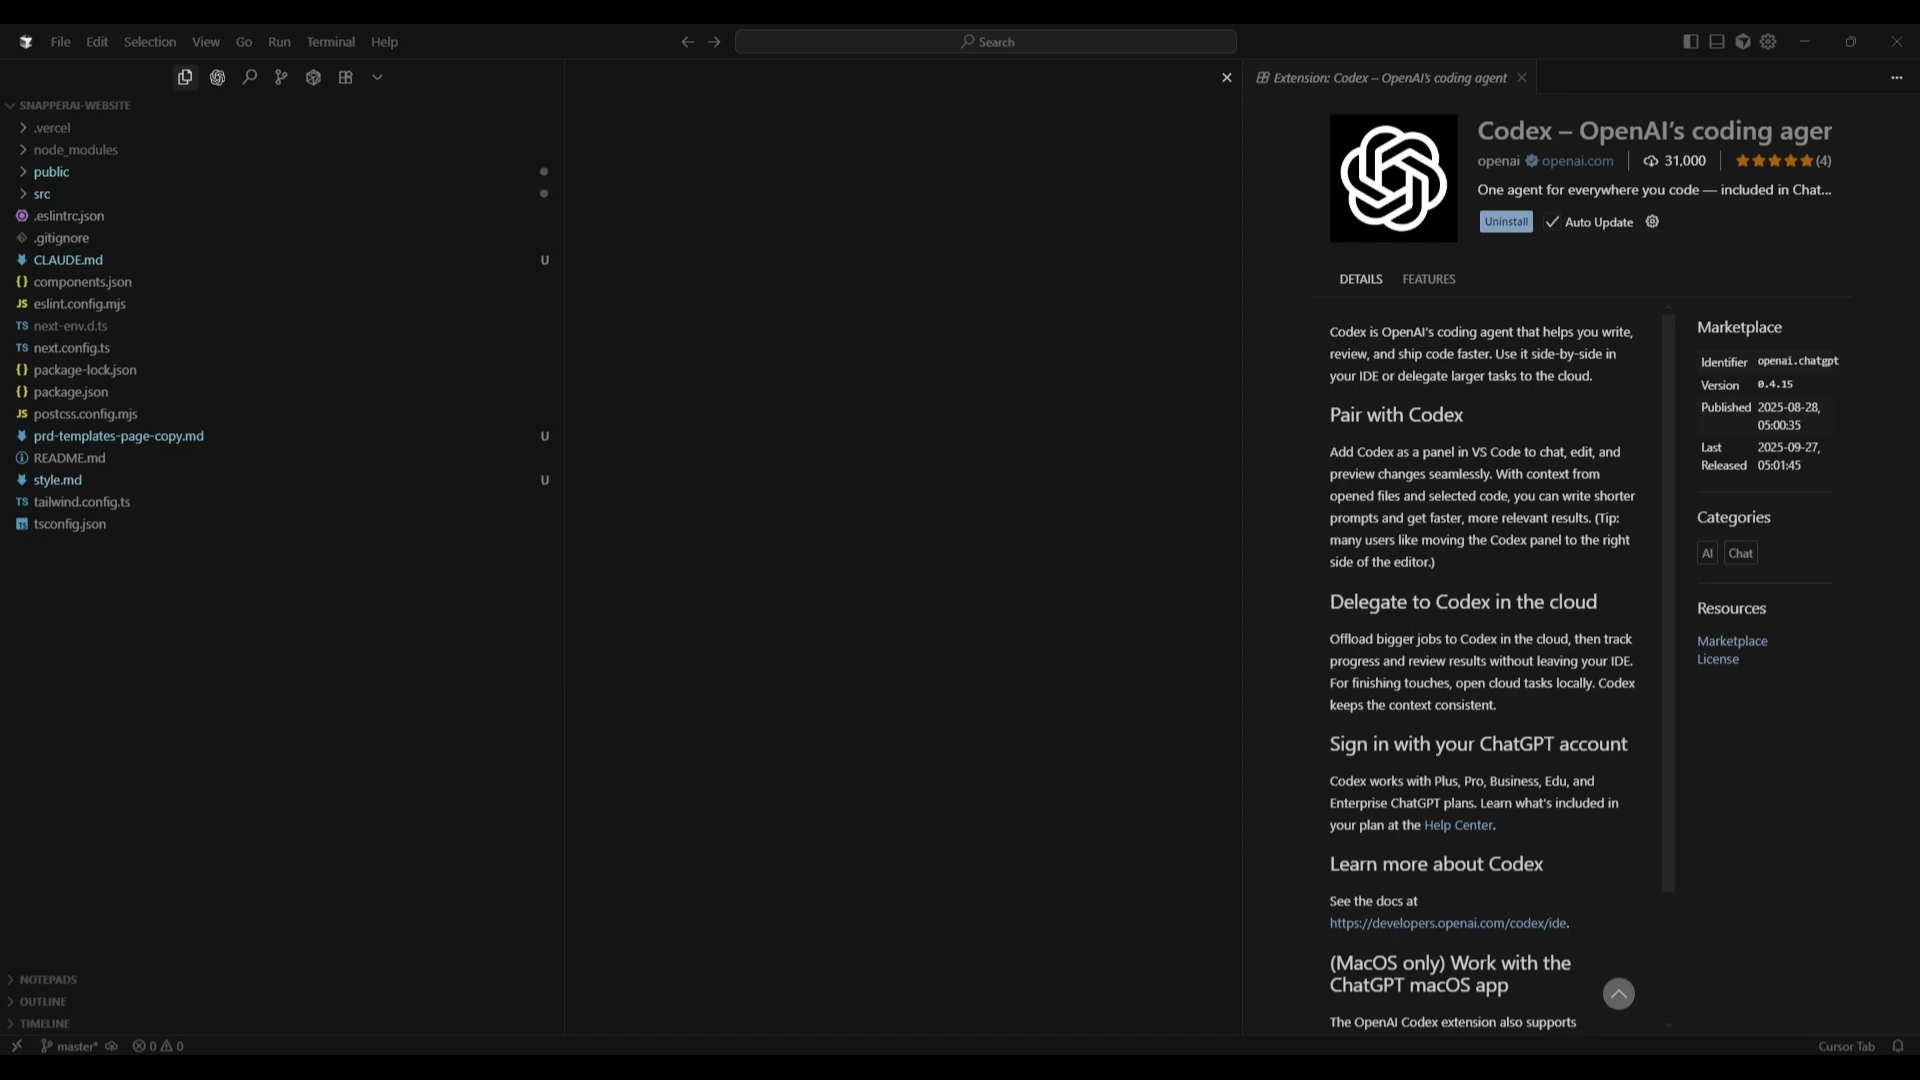 File Edit Selection View Go Run Terminal Help
Search
SNAPPERAI-WEBSITE
.vercel
node_modules
public
src
.eslintrc.json
.gitignore
CLAUDE.md U
{} components.json
JS eslint.config.mjs
TS next-env.d.ts
TS next.config.ts
{} package-lock.json
{} package.json
JS postcss.config.mjs
prd-templates-page-copy.md U
README.md
style.md U
TS tailwind.config.ts
TS tsconfig.json
NOTEPADS
OUTLINE
TIMELINE
Extension: Codex – OpenAI's coding agent
Codex – OpenAI's coding ager
openai openai.com 31,000 (4)
One agent for everywhere you code — included in Chat...
Uninstall Auto Update
DETAILS FEATURES
Codex is OpenAI's coding agent that helps you write,
review, and ship code faster. Use it side-by-side in
your IDE or delegate larger tasks to the cloud.
Pair with Codex
Add Codex as a panel in VS Code to chat, edit, and
preview changes seamlessly. With context from
opened files and selected code, you can write shorter
prompts and get faster, more relevant results. (Tip:
many users like moving the Codex panel to the right
side of the editor.)
Delegate to Codex in the cloud
Offload bigger jobs to Codex in the cloud, then track
progress and review results without leaving your IDE.
For finishing touches, open cloud tasks locally. Codex
keeps the context consistent.
Sign in with your ChatGPT account
Codex works with Plus, Pro, Business, Edu, and
Enterprise ChatGPT plans. Learn what's included in
your plan at the Help Center.
Learn more about Codex
See the docs at
https://developers.openai.com/codex/ide.
(MacOS only) Work with the
ChatGPT macOS app
The OpenAI Codex extension also supports
Marketplace
Identifier openai.chatgpt
Version 0.4.15
Published 2025-08-28,
05:00:35
Last 2025-09-27,
Released 05:01:45
Categories
AI Chat
Resources
Marketplace
License
master* 0 0
Cursor Tab